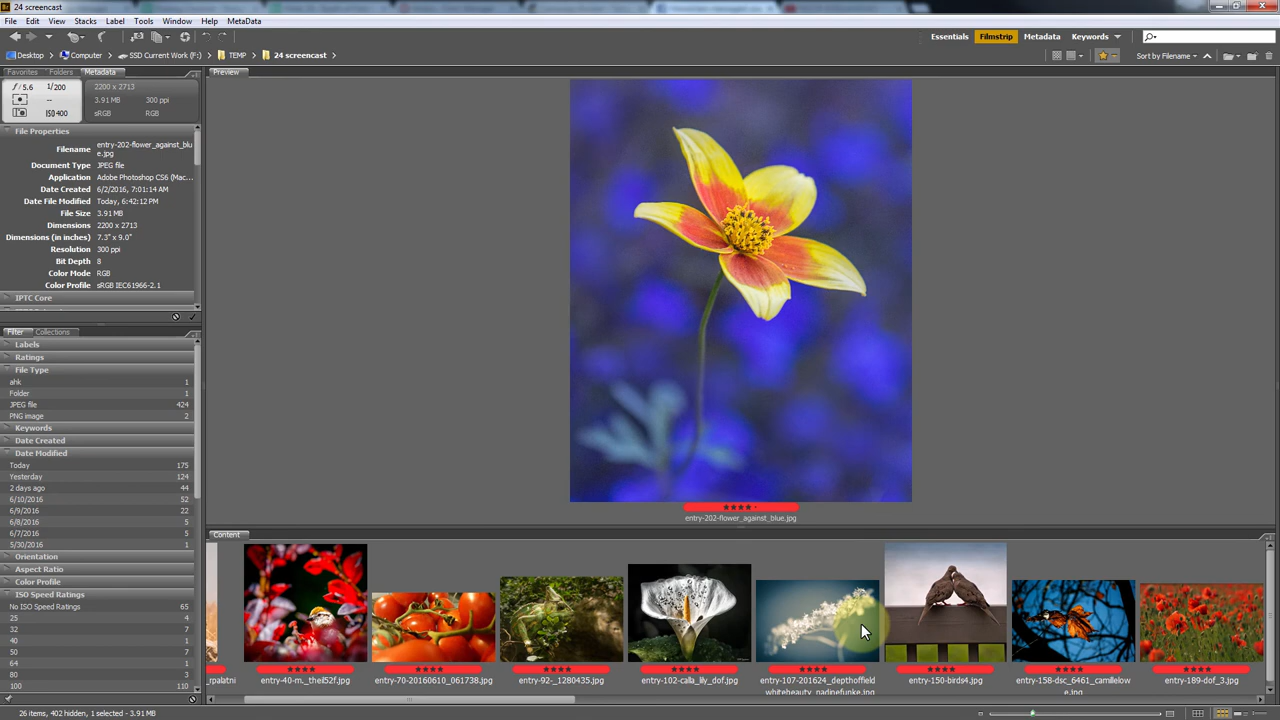 Br 24 screencast
File Edit View Stacks Label Tools Window Help MetaData
Essentials Filmstrip Metadata Keywords
Desktop Computer SSD Current Work (F:) TEMP 24 screencast
Sort by Filename
Favorites Folders Metadata
Preview
f/5.6 1/200
--
ISO400
2200 x 2713
3.91 MB 300 ppi
sRGB RGB
File Properties
Filename entry-202-flower_against_blu
e.jpg
Document Type JPEG file
Application Adobe Photoshop CS6 (Mac...
Date Created 6/2/2016, 7:01:14 AM
Date File Modified Today, 6:42:12 PM
File Size 3.91 MB
Dimensions 2200 x 2713
Dimensions (in inches) 7.3" x 9.0"
Resolution 300 ppi
Bit Depth 8
Color Mode RGB
Color Profile sRGB IEC61966-2.1
IPTC Core
Filter Collections
Labels
Ratings
File Type
ahk 1
Folder 1
JPEG file 424
PNG image 2
Keywords
Date Created
Date Modified
Today 175
Yesterday 124
2 days ago 44
6/10/2016 52
6/9/2016 22
6/8/2016 5
6/7/2016 5
5/30/2016 1
Orientation
Aspect Ratio
Color Profile
ISO Speed Ratings
No ISO Speed Ratings 65
25 4
32 7
40 1
50 7
64 1
80 3
100 110
entry-202-flower_against_blue.jpg
Content
_rpalatni
entry-40-m._theil52f.jpg
entry-70-20160610_061738.jpg
entry-92-_1280435.jpg
entry-102-calla_lily_dof.jpg
entry-107-201624_depthoffield
whitebeauty_nadinefunke.jpg
entry-150-birds4.jpg
entry-158-dsc_6461_camillelow
e.jpg
entry-189-dof_3.jpg
26 items, 402 hidden, 1 selected - 3.91 MB